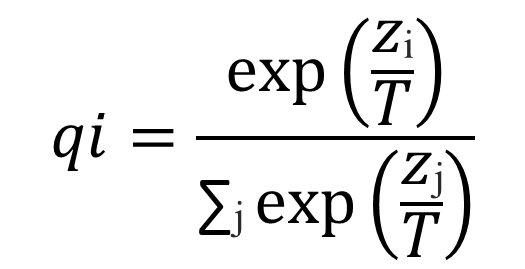 qi = exp (zi/T) / ∑j exp (zj/T)